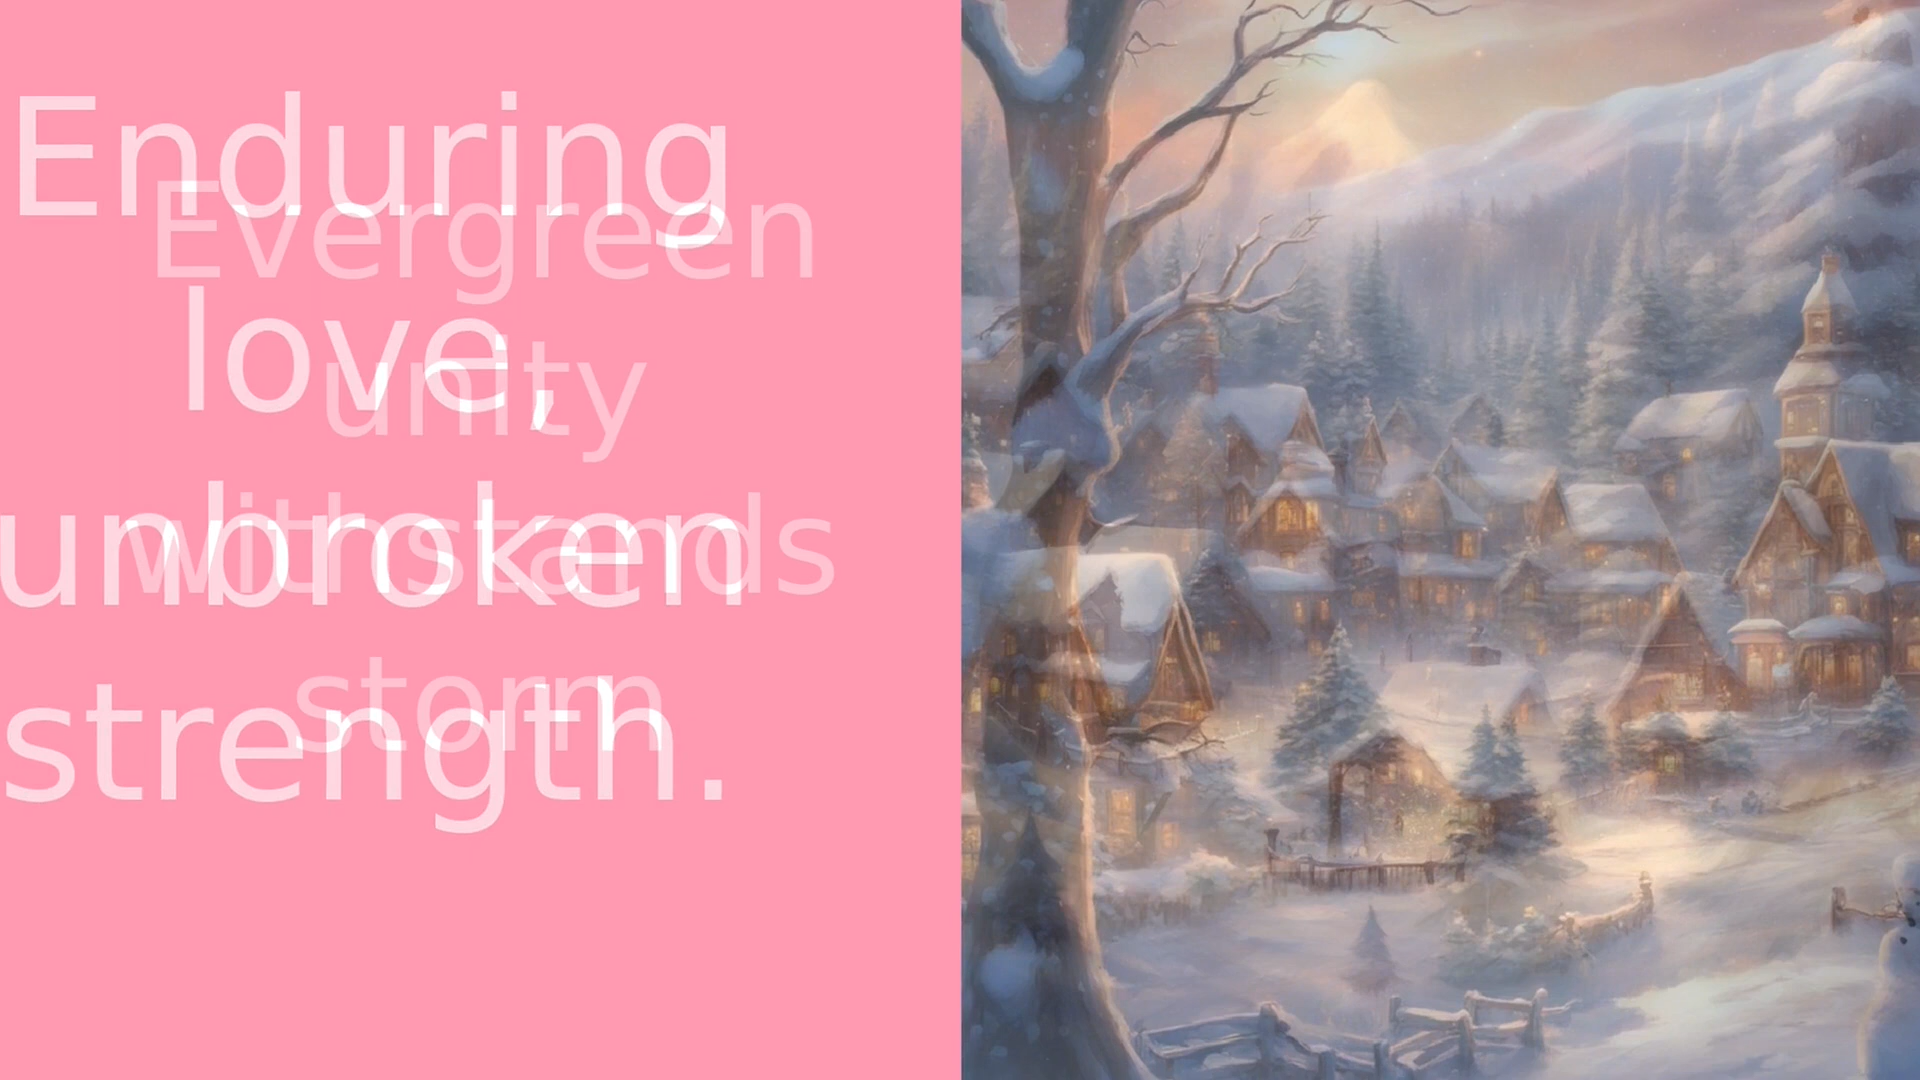 Enduring
love,
unbroken
strength.
Evergreen
unity
withstands
storm